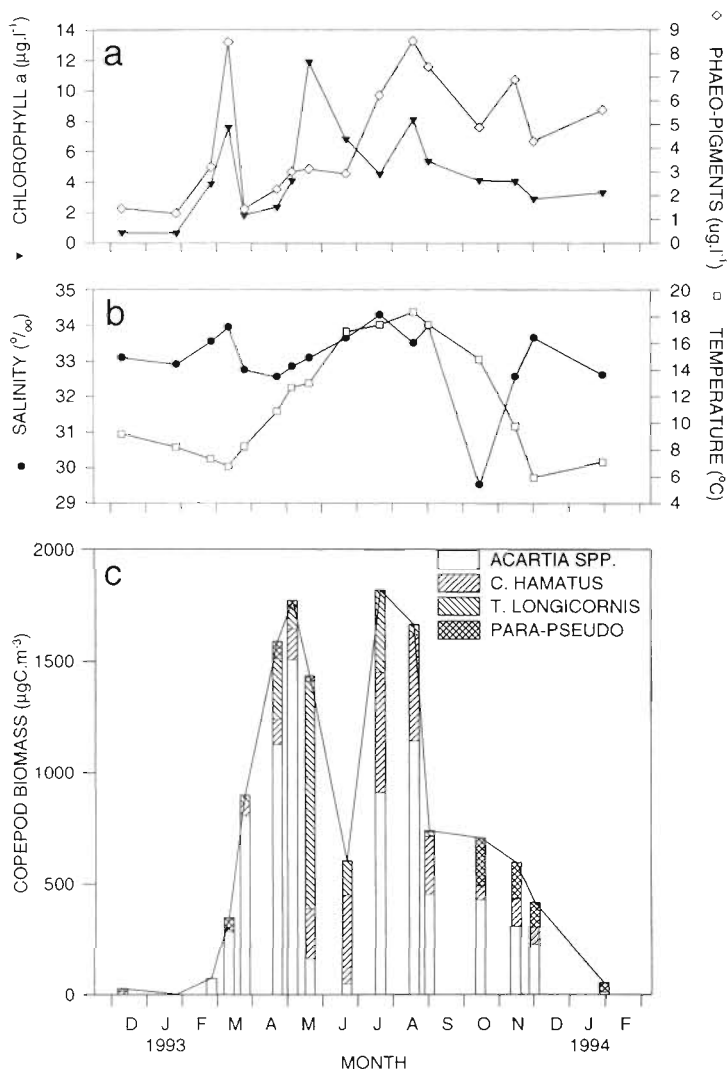 a
▼ CHLOROPHYLL a (µg.l⁻¹)
14
12
10
8
6
4
2
0
9
8
7
6
5
4
3
2
1
0
◇ PHAEO-PIGMENTS (ug.l⁻¹)
b
● SALINITY (°/∞)
35
34
33
32
31
30
29
20
18
16
14
12
10
8
6
4
□ TEMPERATURE (°C)
c
COPEPOD BIOMASS (µgC.m⁻³)
2000
1500
1000
500
0
ACARTIA SPP.
C. HAMATUS
T. LONGICORNIS
PARA-PSEUDO
D J F M A M J J A S O N D J F
1993 1994
MONTH